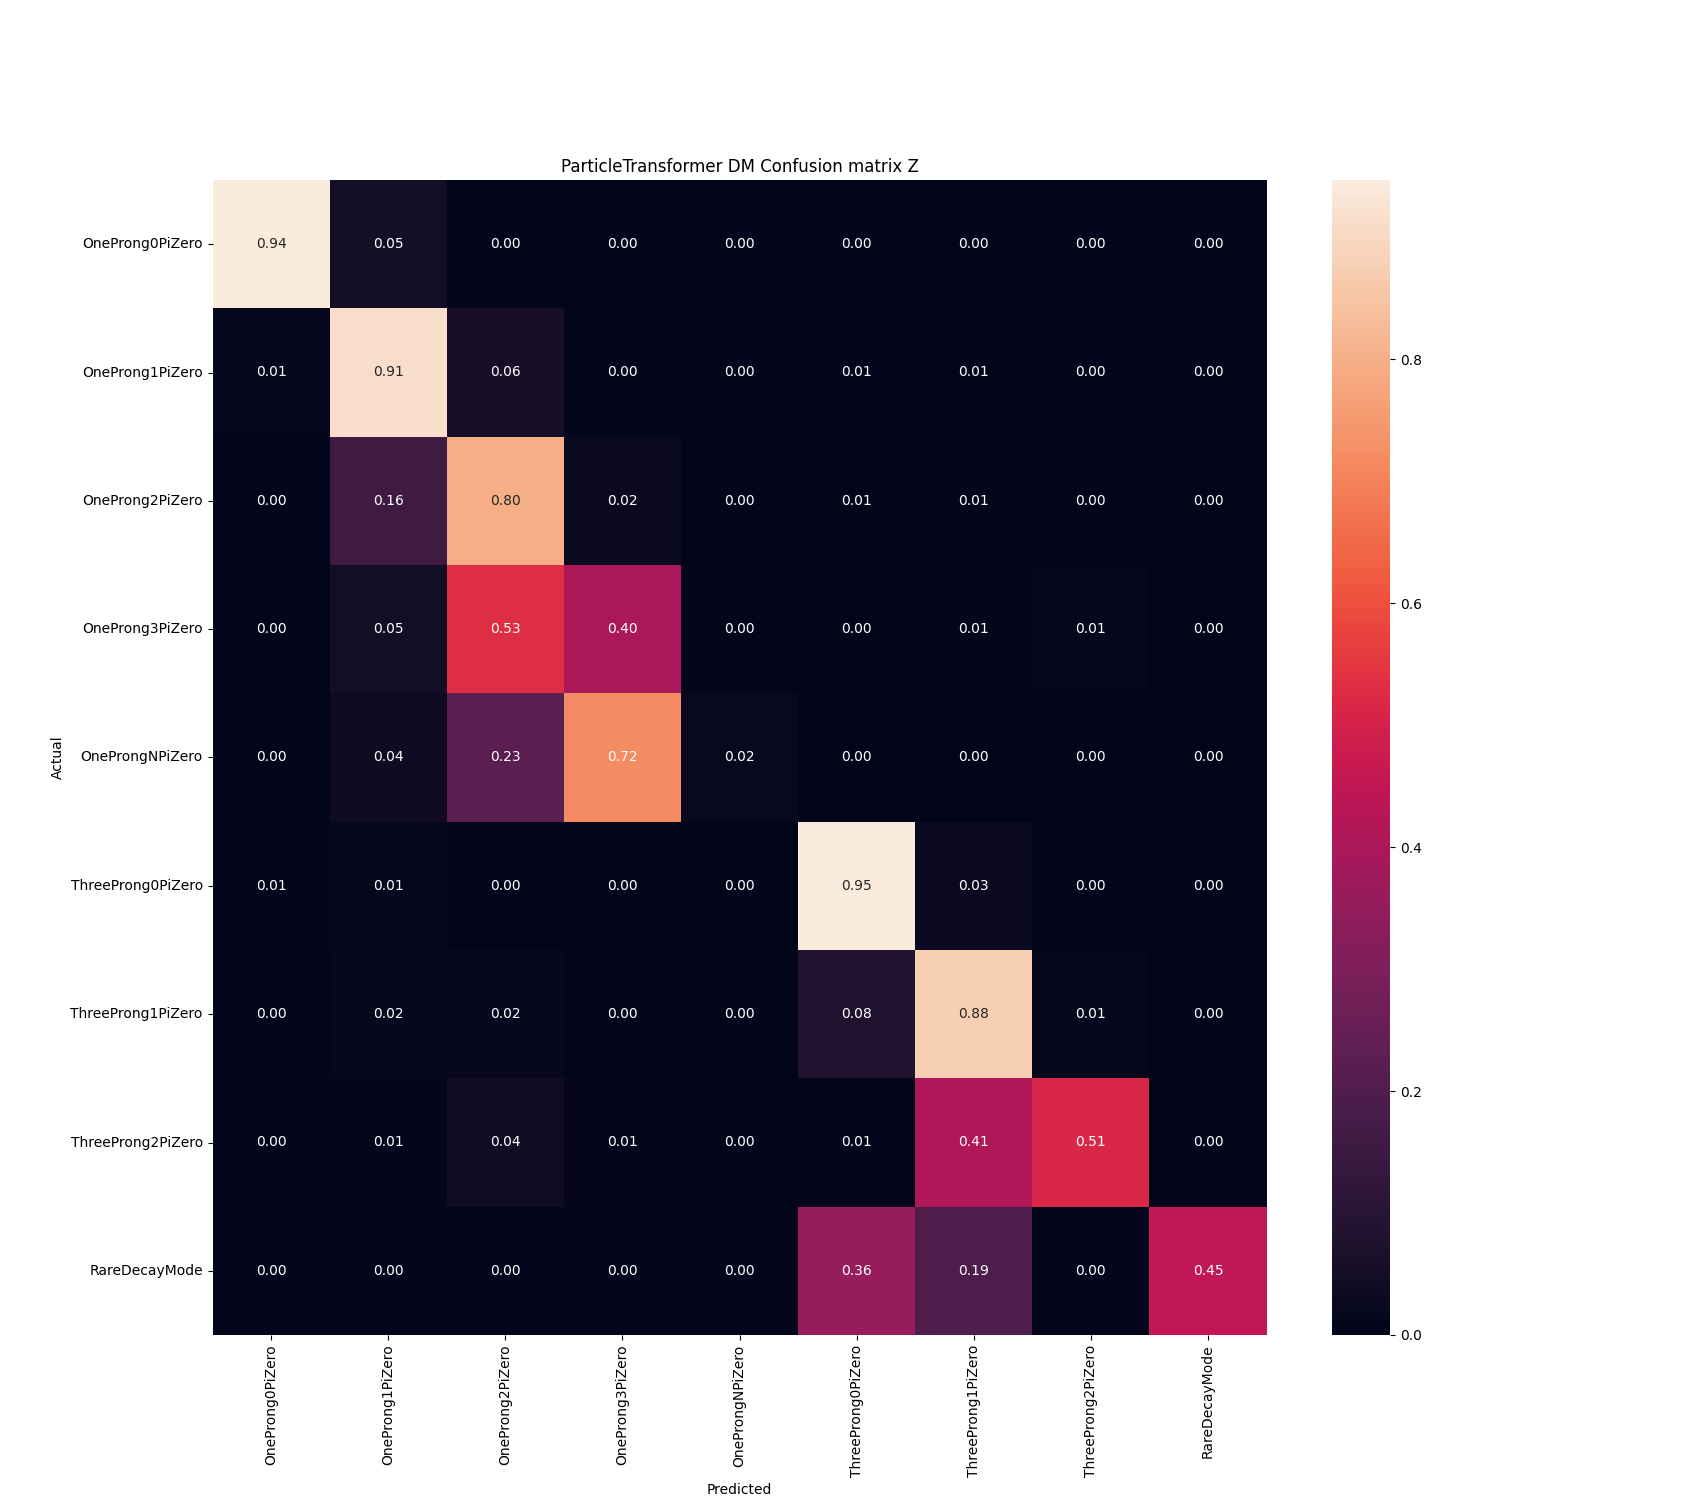 ParticleTransformer DM Confusion matrix Z
Actual
OneProng0PiZero 0.94 0.05 0.00 0.00 0.00 0.00 0.00 0.00 0.00
OneProng1PiZero 0.01 0.91 0.06 0.00 0.00 0.01 0.01 0.00 0.00
OneProng2PiZero 0.00 0.16 0.80 0.02 0.00 0.01 0.01 0.00 0.00
OneProng3PiZero 0.00 0.05 0.53 0.40 0.00 0.00 0.01 0.01 0.00
OneProngNPiZero 0.00 0.04 0.23 0.72 0.02 0.00 0.00 0.00 0.00
ThreeProng0PiZero 0.01 0.01 0.00 0.00 0.00 0.95 0.03 0.00 0.00
ThreeProng1PiZero 0.00 0.02 0.02 0.00 0.00 0.08 0.88 0.01 0.00
ThreeProng2PiZero 0.00 0.01 0.04 0.01 0.00 0.01 0.41 0.51 0.00
RareDecayMode 0.00 0.00 0.00 0.00 0.00 0.36 0.19 0.00 0.45
OneProng0PiZero
OneProng1PiZero
OneProng2PiZero
OneProng3PiZero
OneProngNPiZero
ThreeProng0PiZero
ThreeProng1PiZero
ThreeProng2PiZero
RareDecayMode
Predicted
0.8
0.6
0.4
0.2
0.0